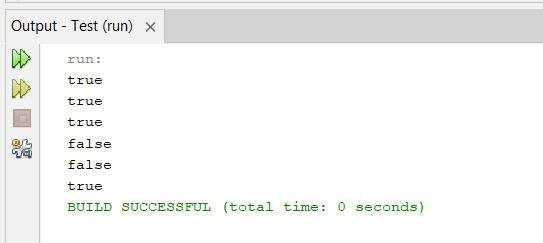 Output - Test (run) ×
run:
true
true
true
false
false
true
BUILD SUCCESSFUL (total time: 0 seconds)